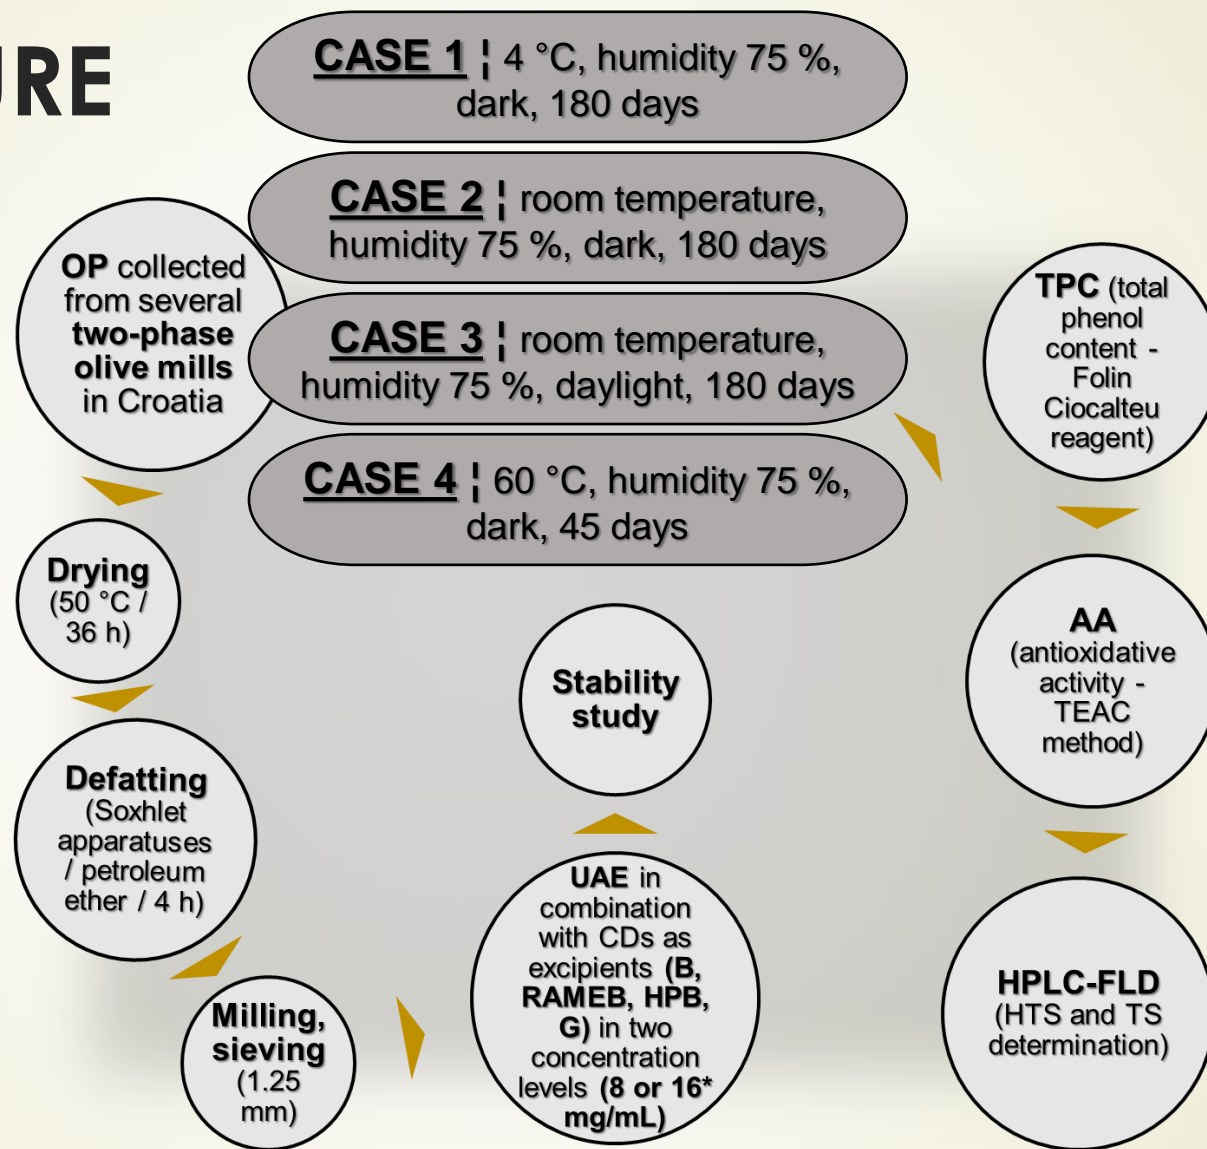 URE
CASE 1 ¦ 4 °C, humidity 75 %,
dark, 180 days
CASE 2 ¦ room temperature,
humidity 75 %, dark, 180 days
CASE 3 ¦ room temperature,
humidity 75 %, daylight, 180 days
CASE 4 ¦ 60 °C, humidity 75 %,
dark, 45 days
OP collected
from several
two-phase
olive mills
in Croatia
Drying
(50 °C /
36 h)
Defatting
(Soxhlet
apparatuses
/ petroleum
ether / 4 h)
Milling,
sieving
(1.25
mm)
UAE in
combination
with CDs as
excipients (B,
RAMEB, HPB,
G) in two
concentration
levels (8 or 16*
mg/mL)
Stability
study
TPC (total
phenol
content -
Folin
Ciocalteu
reagent)
AA
(antioxidative
activity -
TEAC
method)
HPLC-FLD
(HTS and TS
determination)